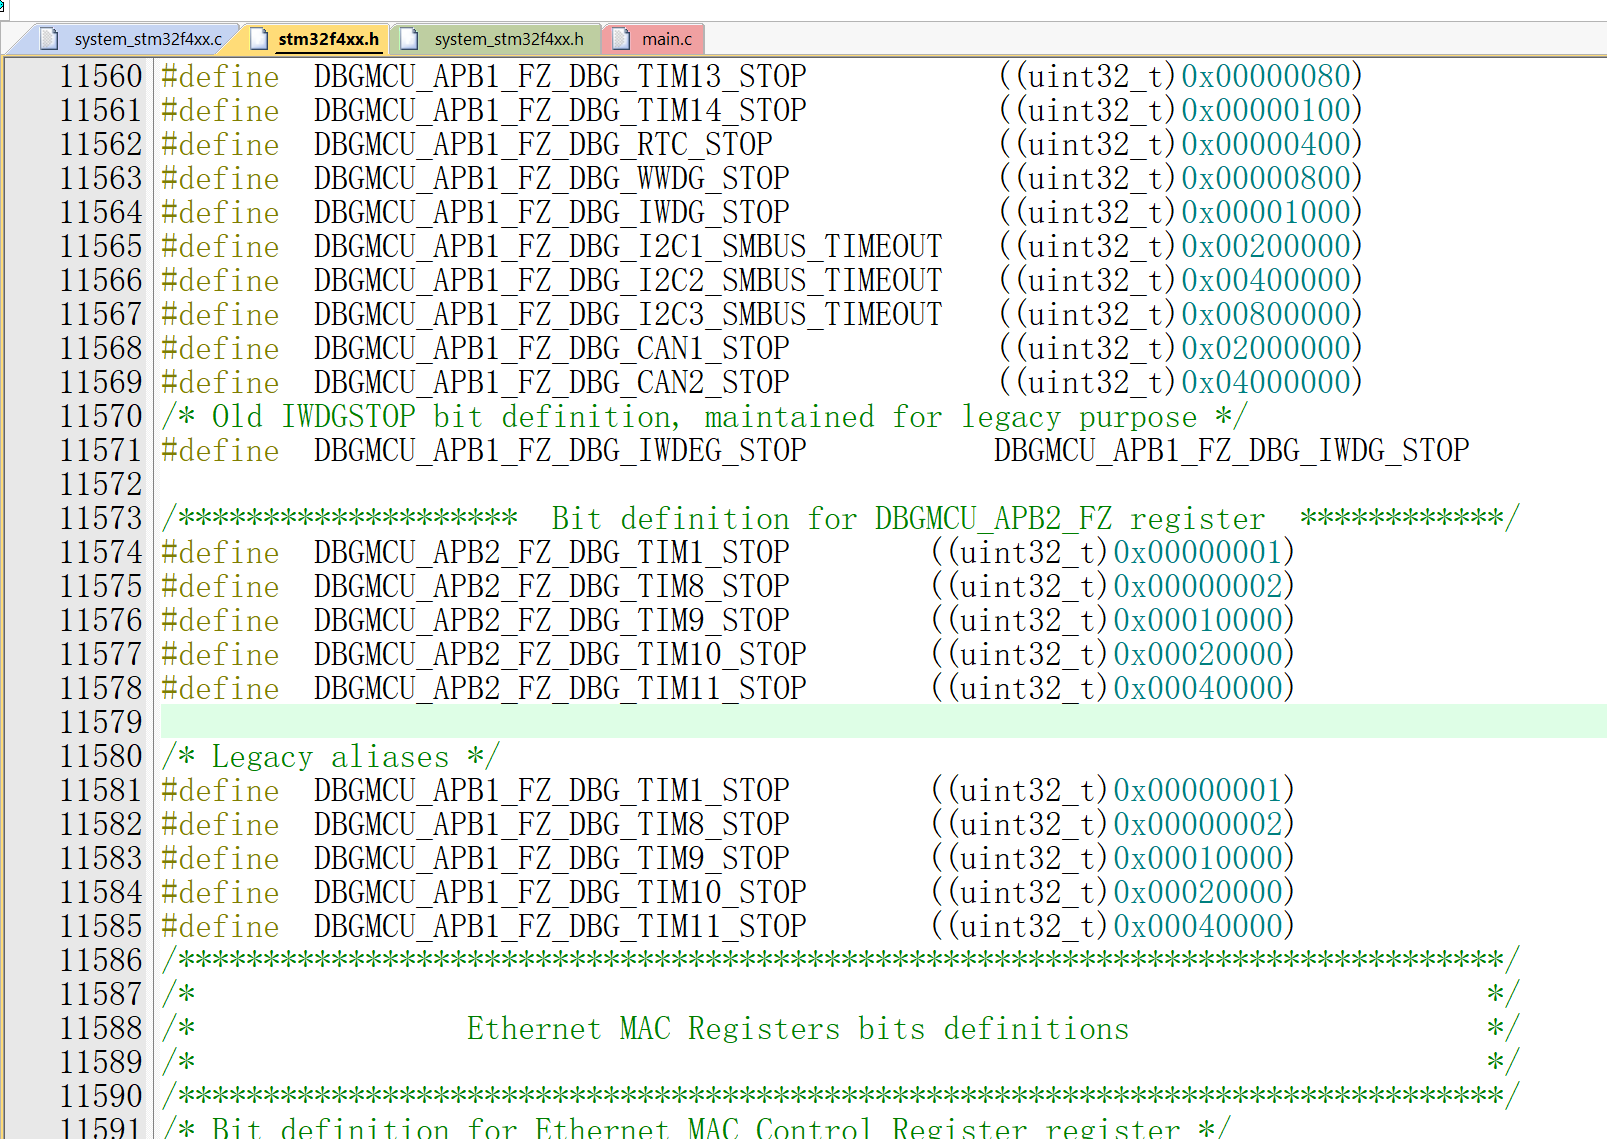 system_stm32f4xx.c stm32f4xx.h system_stm32f4xx.h main.c
11560 #define  DBGMCU_APB1_FZ_DBG_TIM13_STOP           ((uint32_t)0x00000080)
11561 #define  DBGMCU_APB1_FZ_DBG_TIM14_STOP           ((uint32_t)0x00000100)
11562 #define  DBGMCU_APB1_FZ_DBG_RTC_STOP             ((uint32_t)0x00000400)
11563 #define  DBGMCU_APB1_FZ_DBG_WWDG_STOP            ((uint32_t)0x00000800)
11564 #define  DBGMCU_APB1_FZ_DBG_IWDG_STOP            ((uint32_t)0x00001000)
11565 #define  DBGMCU_APB1_FZ_DBG_I2C1_SMBUS_TIMEOUT   ((uint32_t)0x00200000)
11566 #define  DBGMCU_APB1_FZ_DBG_I2C2_SMBUS_TIMEOUT   ((uint32_t)0x00400000)
11567 #define  DBGMCU_APB1_FZ_DBG_I2C3_SMBUS_TIMEOUT   ((uint32_t)0x00800000)
11568 #define  DBGMCU_APB1_FZ_DBG_CAN1_STOP            ((uint32_t)0x02000000)
11569 #define  DBGMCU_APB1_FZ_DBG_CAN2_STOP            ((uint32_t)0x04000000)
11570 /* Old IWDGSTOP bit definition, maintained for legacy purpose */
11571 #define  DBGMCU_APB1_FZ_DBG_IWDEG_STOP           DBGMCU_APB1_FZ_DBG_IWDG_STOP
11572
11573 /********************  Bit definition for DBGMCU_APB2_FZ register  ************/
11574 #define  DBGMCU_APB2_FZ_DBG_TIM1_STOP        ((uint32_t)0x00000001)
11575 #define  DBGMCU_APB2_FZ_DBG_TIM8_STOP        ((uint32_t)0x00000002)
11576 #define  DBGMCU_APB2_FZ_DBG_TIM9_STOP        ((uint32_t)0x00010000)
11577 #define  DBGMCU_APB2_FZ_DBG_TIM10_STOP       ((uint32_t)0x00020000)
11578 #define  DBGMCU_APB2_FZ_DBG_TIM11_STOP       ((uint32_t)0x00040000)
11579
11580 /* Legacy aliases */
11581 #define  DBGMCU_APB1_FZ_DBG_TIM1_STOP        ((uint32_t)0x00000001)
11582 #define  DBGMCU_APB1_FZ_DBG_TIM8_STOP        ((uint32_t)0x00000002)
11583 #define  DBGMCU_APB1_FZ_DBG_TIM9_STOP        ((uint32_t)0x00010000)
11584 #define  DBGMCU_APB1_FZ_DBG_TIM10_STOP       ((uint32_t)0x00020000)
11585 #define  DBGMCU_APB1_FZ_DBG_TIM11_STOP       ((uint32_t)0x00040000)
11586 /******************************************************************************/
11587 /*                                                                            */
11588 /*                Ethernet MAC Registers bits definitions                     */
11589 /*                                                                            */
11590 /******************************************************************************/
11591 /* Bit definition for Ethernet MAC Control Register register */